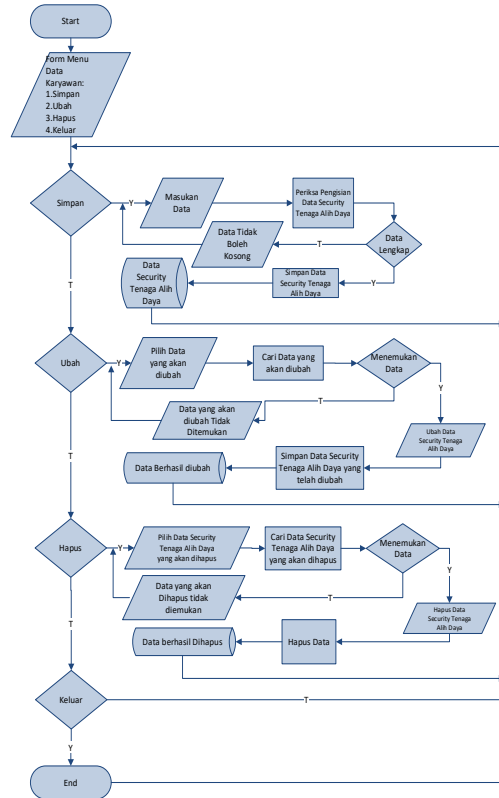 Start
Form Menu
Data
Karyawan:
1.Simpan
2.Ubah
3.Hapus
4.Keluar
Simpan
Y
Masukan
Data
Periksa Pengisian
Data Security
Tenaga Alih Daya
Data
Lengkap
T
Data Tidak
Boleh
Kosong
Y
Simpan Data
Security Tenaga
Alih Daya
Data
Security
Tenaga Alih
Daya
T
Ubah
Y
Pilih Data
yang akan
diubah
Cari Data yang
akan diubah
Menemukan
Data
T
Data yang akan
diubah Tidak
Ditemukan
Y
Ubah Data
Security Tenaga
Alih Daya
Simpan Data Security
Tenaga Alih Daya yang
telah diubah
Data Berhasil diubah
T
Hapus
Y
Pilih Data Security
Tenaga Alih Daya
yang akan dihapus
Cari Data Security
Tenaga Alih Daya
yang akan dihapus
Menemukan
Data
T
Data yang akan
Dihapus tidak
diemukan
Y
Hapus Data
Security Tenaga
Alih Daya
Hapus Data
Data berhasil Dihapus
T
Keluar
T
Y
End